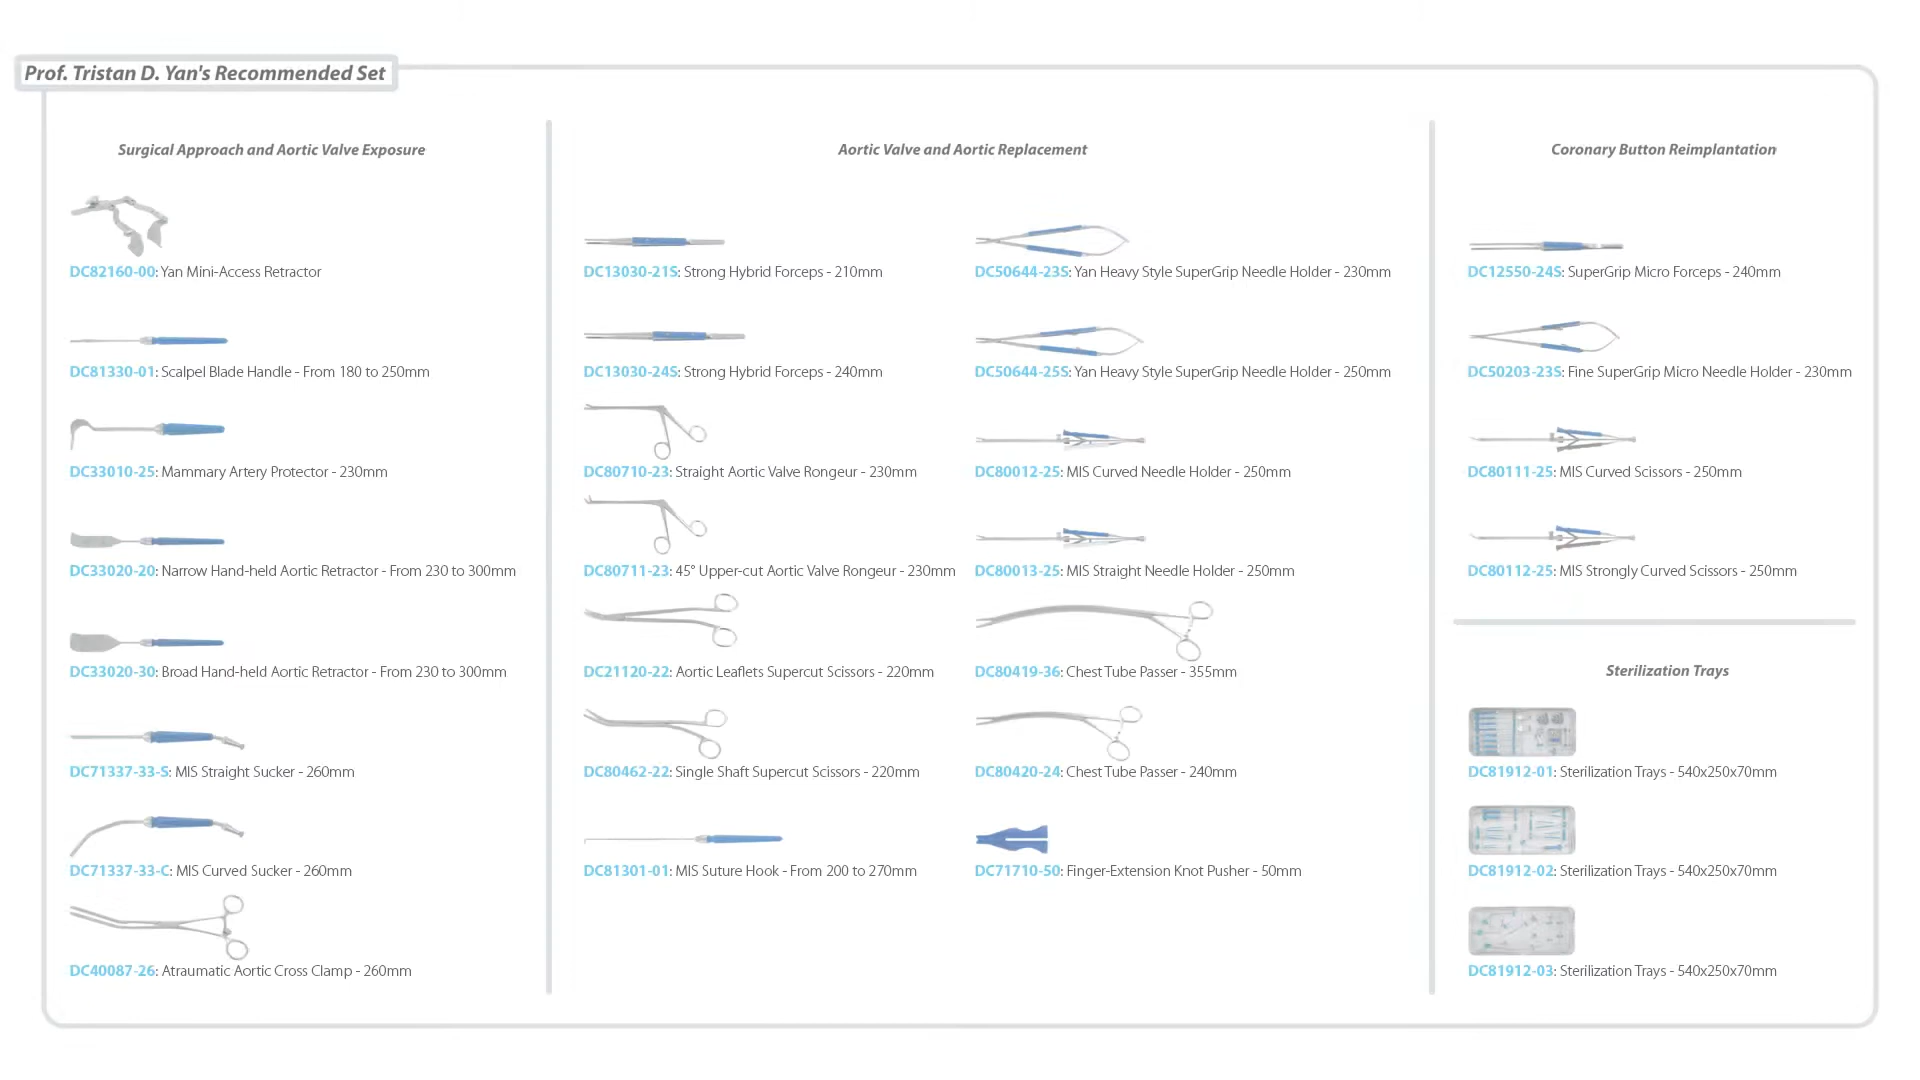 Prof. Tristan D. Yan's Recommended Set
Surgical Approach and Aortic Valve Exposure
DC82160-00: Yan Mini-Access Retractor
DC81330-01: Scalpel Blade Handle - From 180 to 250mm
DC33010-25: Mammary Artery Protector - 230mm
DC33020-20: Narrow Hand-held Aortic Retractor - From 230 to 300mm
DC33020-30: Broad Hand-held Aortic Retractor - From 230 to 300mm
DC71337-33-S: MIS Straight Sucker - 260mm
DC71337-33-C: MIS Curved Sucker - 260mm
DC40087-26: Atraumatic Aortic Cross Clamp - 260mm
Aortic Valve and Aortic Replacement
DC13030-21S: Strong Hybrid Forceps - 210mm
DC13030-24S: Strong Hybrid Forceps - 240mm
DC80710-23: Straight Aortic Valve Rongeur - 230mm
DC80711-23: 45° Upper-cut Aortic Valve Rongeur - 230mm
DC21120-22: Aortic Leaflets Supercut Scissors - 220mm
DC80462-22: Single Shaft Supercut Scissors - 220mm
DC81301-01: MIS Suture Hook - From 200 to 270mm
DC50644-23S: Yan Heavy Style SuperGrip Needle Holder - 230mm
DC50644-25S: Yan Heavy Style SuperGrip Needle Holder - 250mm
DC80012-25: MIS Curved Needle Holder - 250mm
DC80013-25: MIS Straight Needle Holder - 250mm
DC80419-36: Chest Tube Passer - 355mm
DC80420-24: Chest Tube Passer - 240mm
DC71710-50: Finger-Extension Knot Pusher - 50mm
Coronary Button Reimplantation
DC12550-24S: SuperGrip Micro Forceps - 240mm
DC50203-23S: Fine SuperGrip Micro Needle Holder - 230mm
DC80111-25: MIS Curved Scissors - 250mm
DC80112-25: MIS Strongly Curved Scissors - 250mm
Sterilization Trays
DC81912-01: Sterilization Trays - 540x250x70mm
DC81912-02: Sterilization Trays - 540x250x70mm
DC81912-03: Sterilization Trays - 540x250x70mm